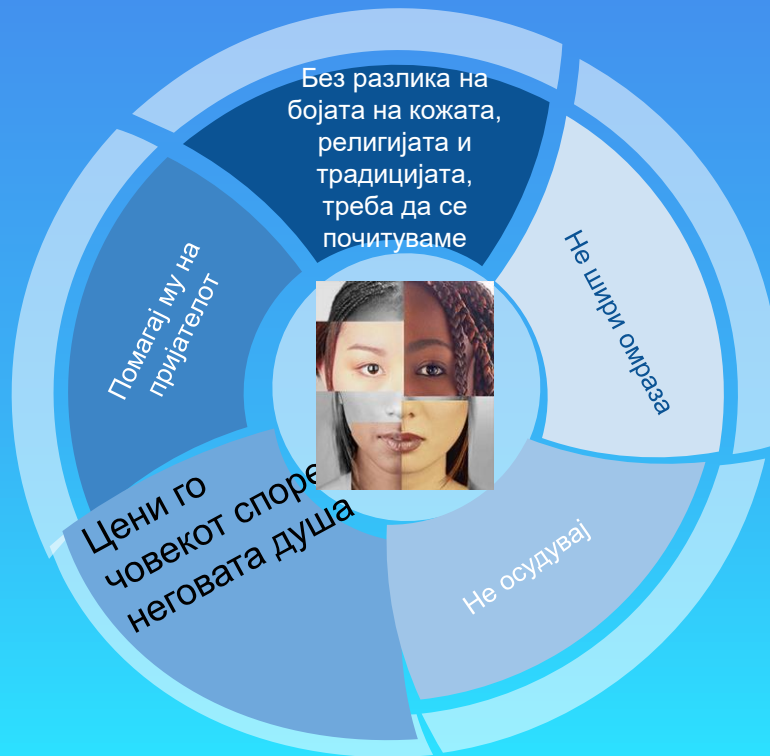 Без разлика на
бојата на кожата,
религијата и
традицијата,
треба да се
почитуваме
Не шири омраза
Не осудувај
Цени го
човекот споре
неговата душа
Помагај му на
пријателот